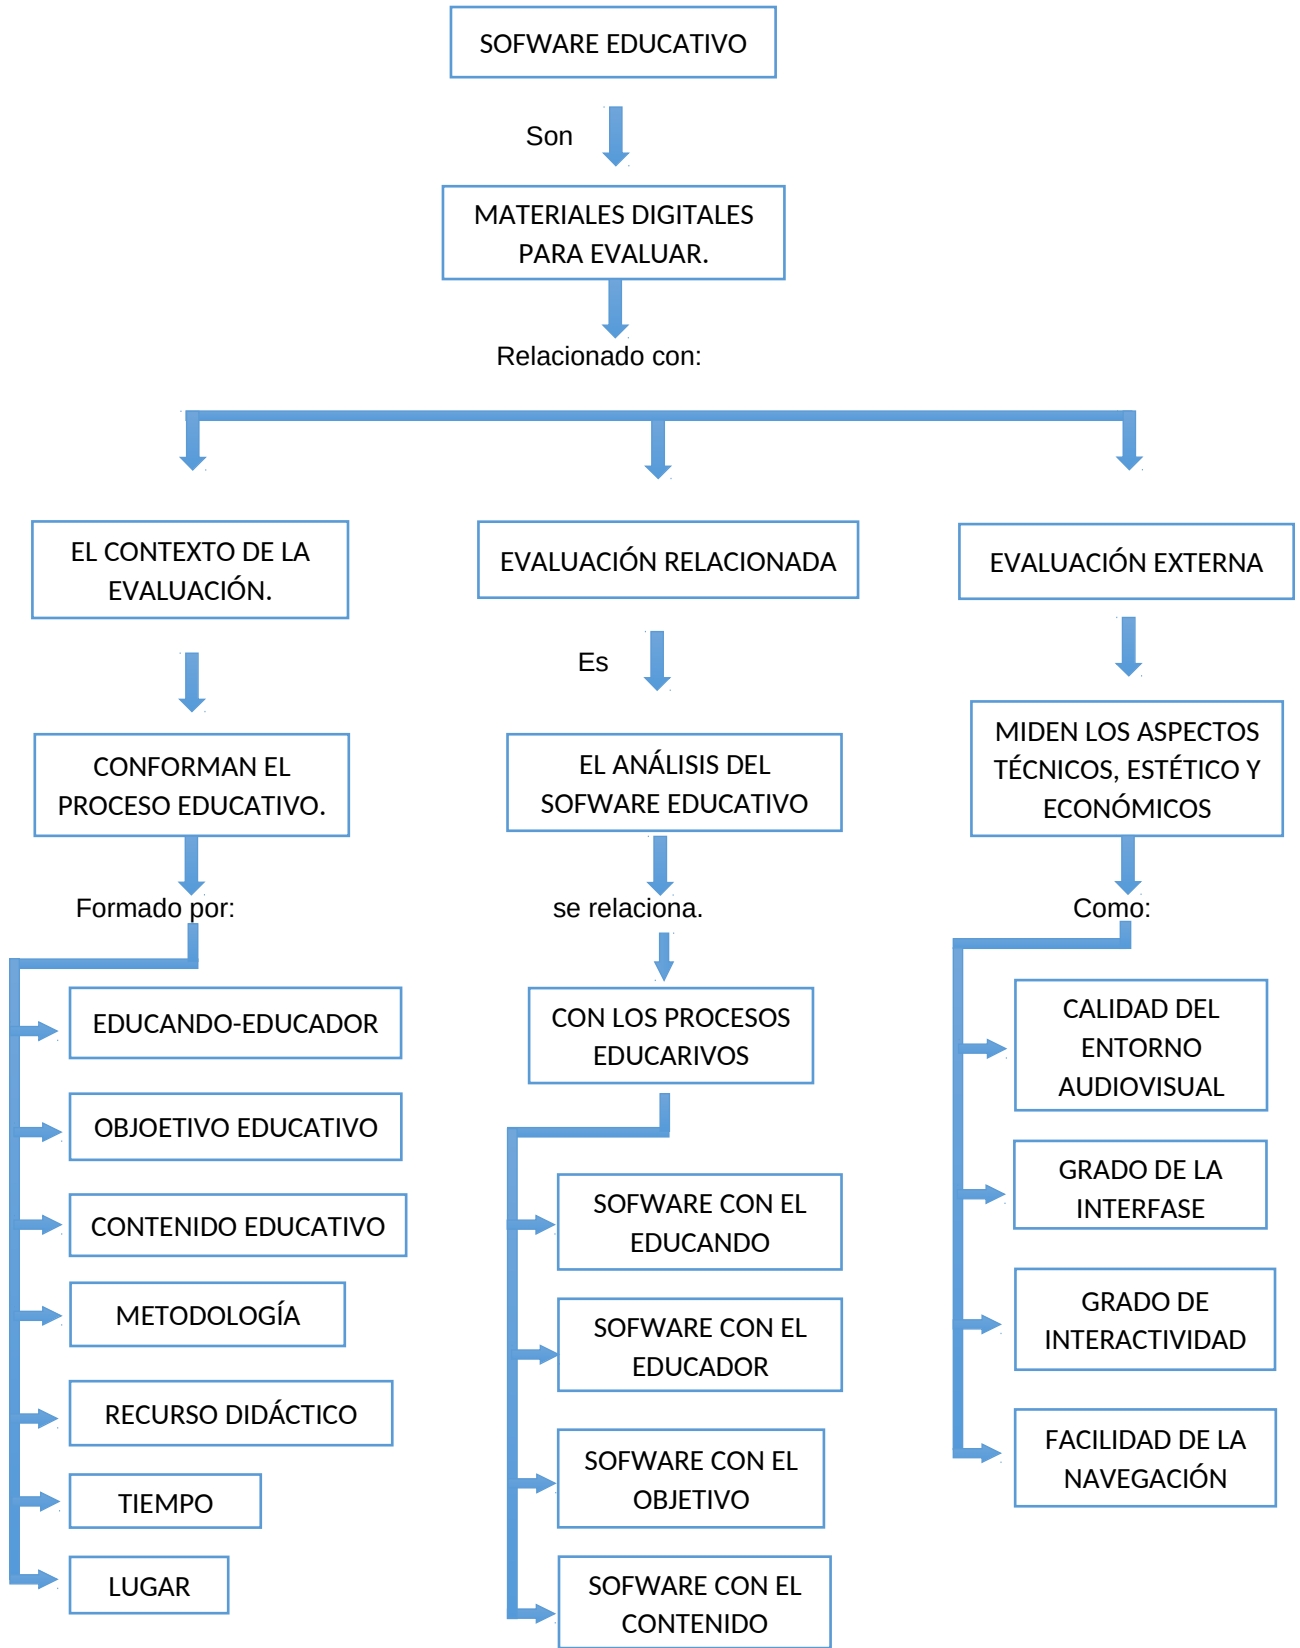 SOFWARE EDUCATIVO
Son
MATERIALES DIGITALES
PARA EVALUAR.
Relacionado con:
EL CONTEXTO DE LA
EVALUACIÓN.
CONFORMAN EL
PROCESO EDUCATIVO.
Formado por:
EDUCANDO-EDUCADOR
OBJOETIVO EDUCATIVO
CONTENIDO EDUCATIVO
METODOLOGÍA
RECURSO DIDÁCTICO
TIEMPO
LUGAR
EVALUACIÓN RELACIONADA
Es
EL ANÁLISIS DEL
SOFWARE EDUCATIVO
se relaciona.
CON LOS PROCESOS
EDUCARIVOS
SOFWARE CON EL
EDUCANDO
SOFWARE CON EL
EDUCADOR
SOFWARE CON EL
OBJETIVO
SOFWARE CON EL
CONTENIDO
EVALUACIÓN EXTERNA
MIDEN LOS ASPECTOS
TÉCNICOS, ESTÉTICO Y
ECONÓMICOS
Como:
CALIDAD DEL
ENTORNO
AUDIOVISUAL
GRADO DE LA
INTERFASE
GRADO DE
INTERACTIVIDAD
FACILIDAD DE LA
NAVEGACIÓN